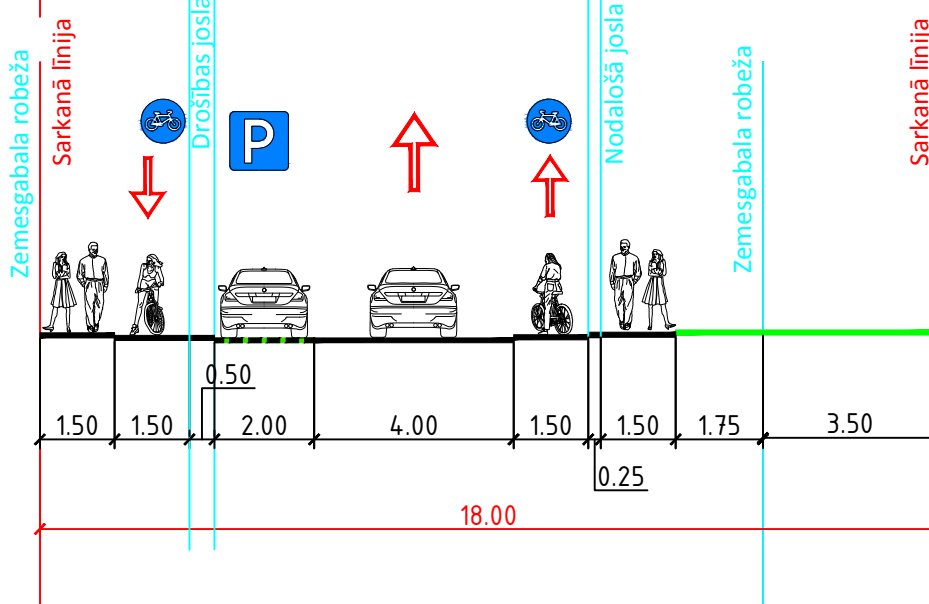 Zemesgabala robeža
Sarkanā līnija
Drošības josla
P
Nodalošā josla
Zemesgabala robeža
Sarkanā līnija
0.50
1.50
1.50
2.00
4.00
1.50
1.50
1.75
3.50
0.25
18.00